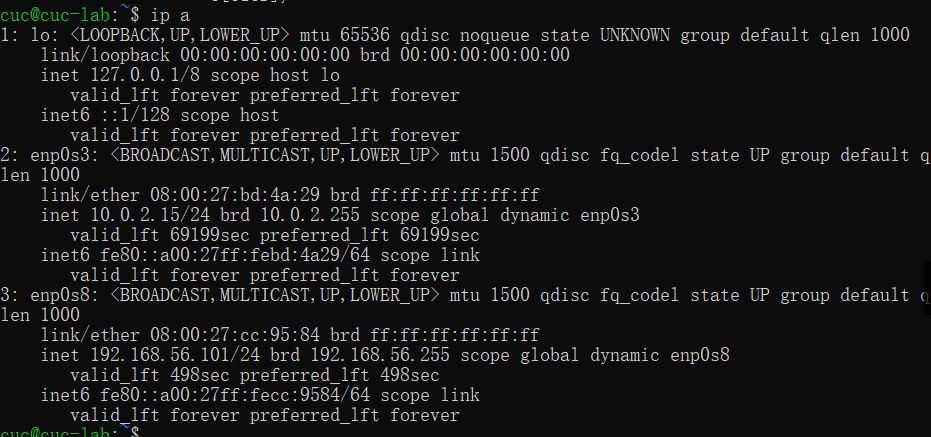 cuc@cuc-lab:~$ ip a
1: lo: <LOOPBACK,UP,LOWER_UP> mtu 65536 qdisc noqueue state UNKNOWN group default qlen 1000
    link/loopback 00:00:00:00:00:00 brd 00:00:00:00:00:00
    inet 127.0.0.1/8 scope host lo
       valid_lft forever preferred_lft forever
    inet6 ::1/128 scope host
       valid_lft forever preferred_lft forever
2: enp0s3: <BROADCAST,MULTICAST,UP,LOWER_UP> mtu 1500 qdisc fq_codel state UP group default q
len 1000
    link/ether 08:00:27:bd:4a:29 brd ff:ff:ff:ff:ff:ff
    inet 10.0.2.15/24 brd 10.0.2.255 scope global dynamic enp0s3
       valid_lft 69199sec preferred_lft 69199sec
    inet6 fe80::a00:27ff:febd:4a29/64 scope link
       valid_lft forever preferred_lft forever
3: enp0s8: <BROADCAST,MULTICAST,UP,LOWER_UP> mtu 1500 qdisc fq_codel state UP group default q
len 1000
    link/ether 08:00:27:cc:95:84 brd ff:ff:ff:ff:ff:ff
    inet 192.168.56.101/24 brd 192.168.56.255 scope global dynamic enp0s8
       valid_lft 498sec preferred_lft 498sec
    inet6 fe80::a00:27ff:fecc:9584/64 scope link
       valid_lft forever preferred_lft forever
cuc@cuc-lab:~$